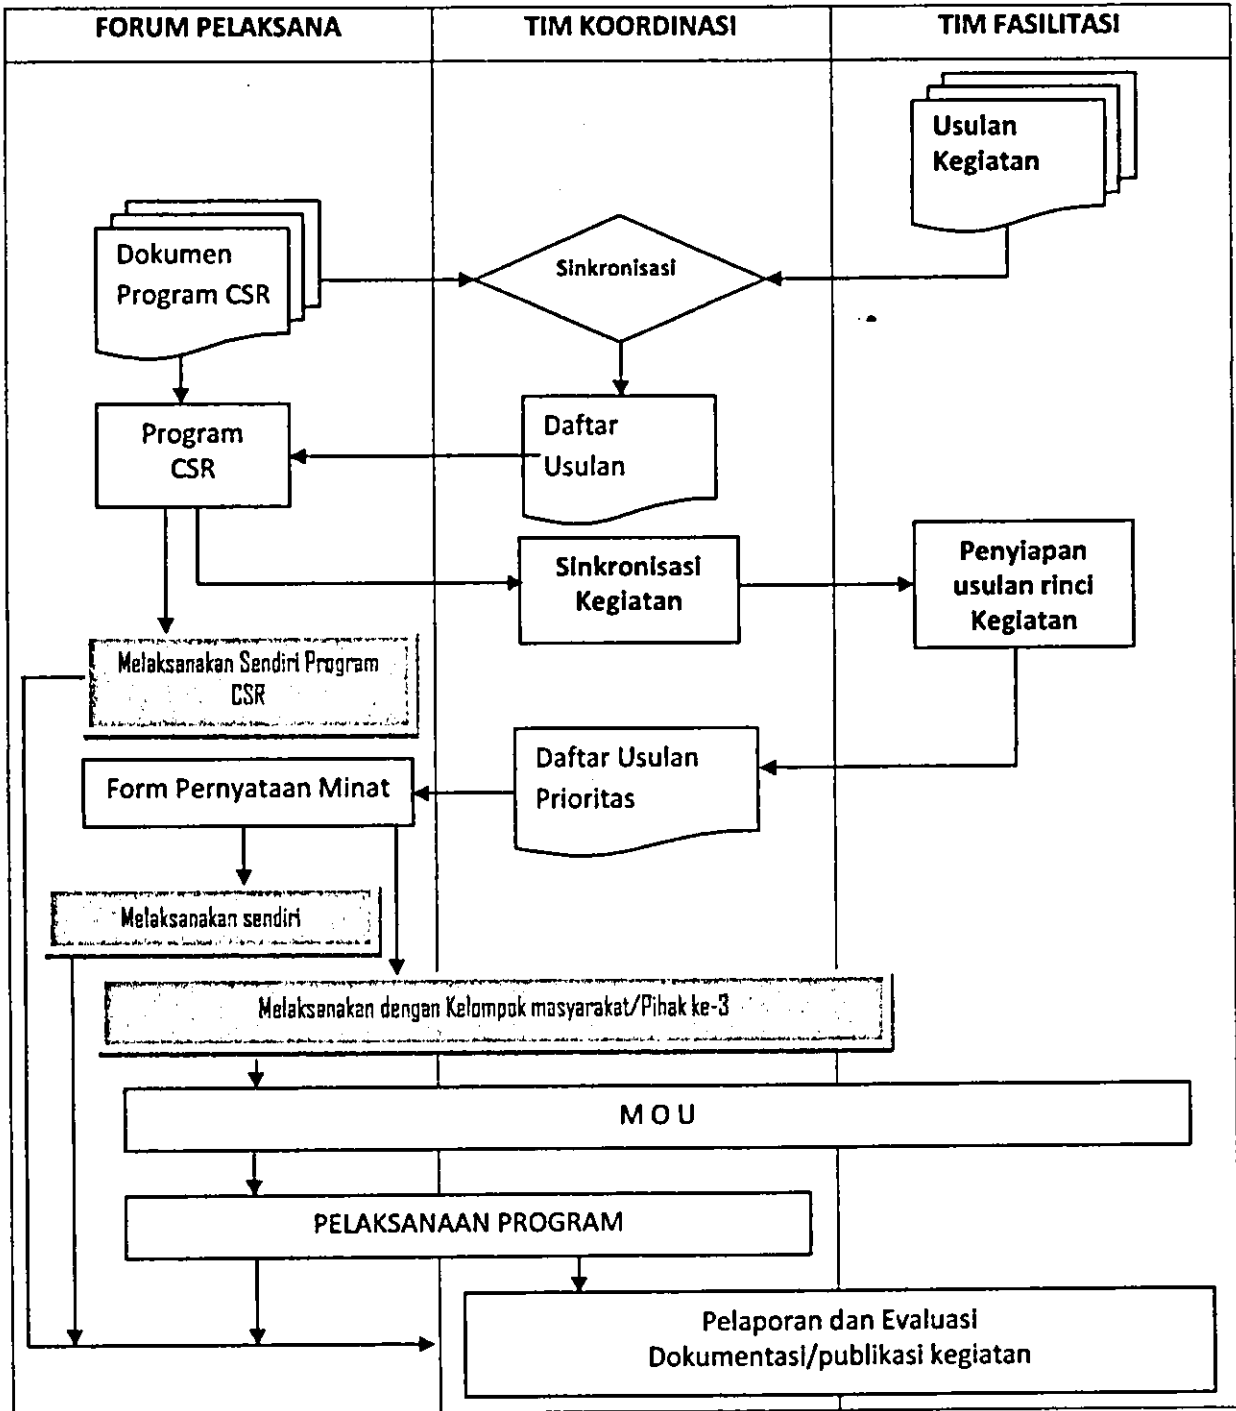 FORUM PELAKSANA
TIM KOORDINASI
TIM FASILITASI
Usulan
Kegiatan
Dokumen
Program CSR
Sinkronisasi
Program
CSR
Daftar
Usulan
Sinkronisasi
Kegiatan
Penyiapan
usulan rinci
Kegiatan
Melaksanakan Sendiri Program
CSR
Daftar Usulan
Prioritas
Form Pernyataan Minat
Melaksanakan sendiri
Melaksanakan dengan Kelompok masyarakat/Pihak ke-3
M O U
PELAKSANAAN PROGRAM
Pelaporan dan Evaluasi
Dokumentasi/publikasi kegiatan